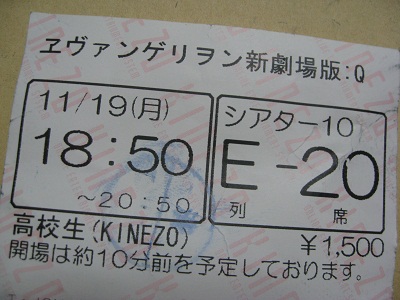 ヱヴァンゲリヲン新劇場版:Q
11/19(月)
18:50
～20:50
シアター10
E-20
列 席
高校生(KINEZO)
¥1,500
開場は約10分前を予定しております。